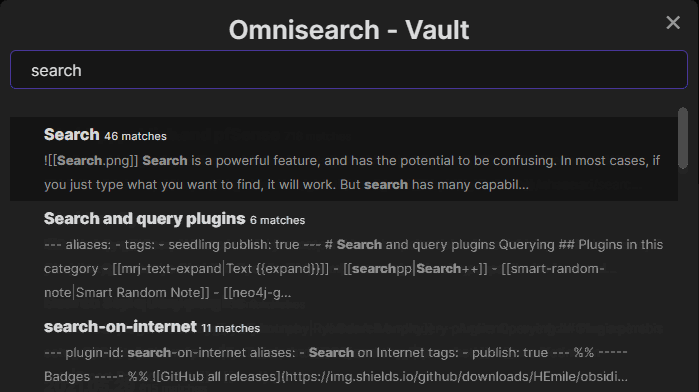 Omnisearch - Vault
search
Search 46 matches
![[Search.png]] Search is a powerful feature, and has the potential to be confusing. In most cases, if
you just type what you want to find, it will work. But search has many capabil...
Search and query plugins 6 matches
--- aliases: - tags: - seedling publish: true --- # Search and query plugins Querying ## Plugins in this
category - [[mrj-text-expand|Text {{expand}}]] - [[searchpp|Search++]] - [[smart-random-
note|Smart Random Note]] - [[neo4j-g...
search-on-internet 11 matches
--- plugin-id: search-on-internet aliases: - Search on Internet tags: - publish: true --- %% -----
Badges ----- %% ![GitHub all releases](https://img.shields.io/github/downloads/HEmile/obsidi...